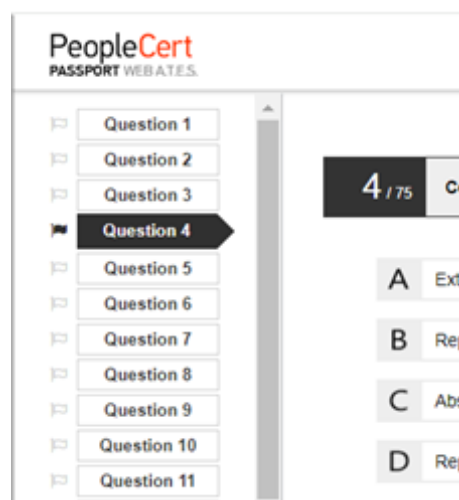 PeopleCert
PASSPORT WEB A.T.E.S.
Question 1
Question 2
Question 3
Question 4
Question 5
Question 6
Question 7
Question 8
Question 9
Question 10
Question 11
4 / 75
A
B
C
D